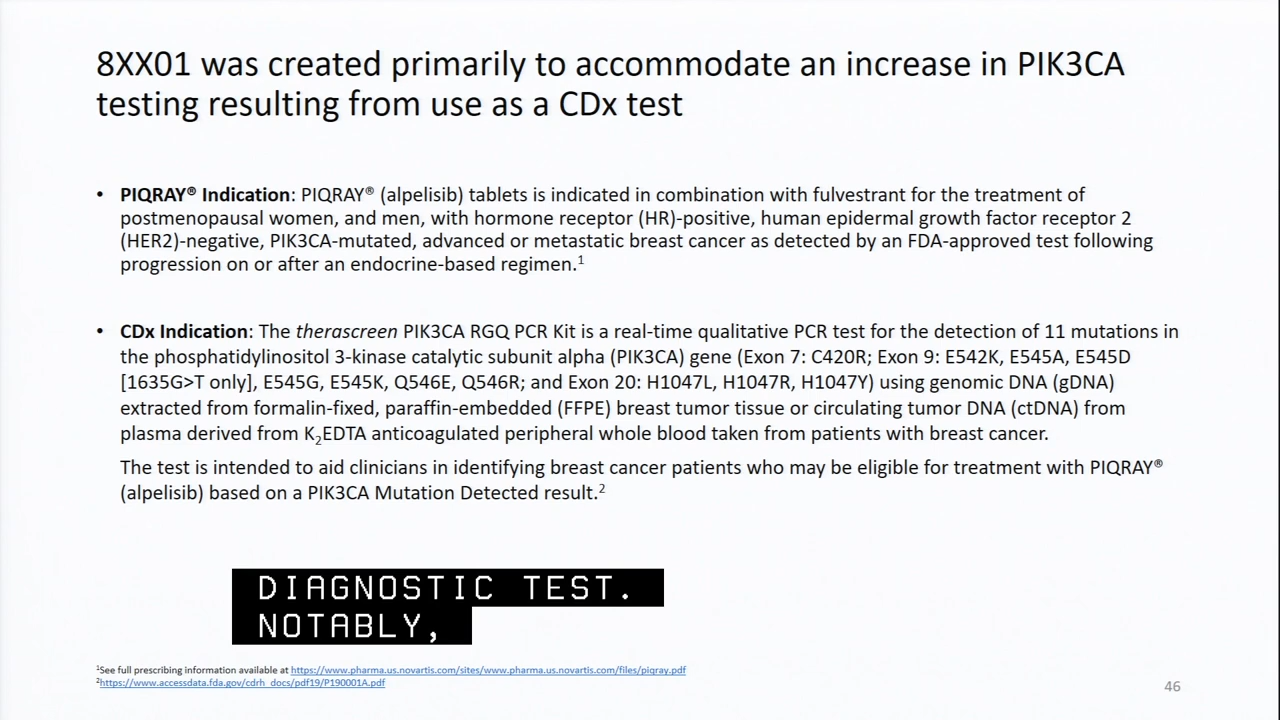 8XX01 was created primarily to accommodate an increase in PIK3CA
testing resulting from use as a CDx test
• PIQRAY® Indication: PIQRAY® (alpelisib) tablets is indicated in combination with fulvestrant for the treatment of
postmenopausal women, and men, with hormone receptor (HR)-positive, human epidermal growth factor receptor 2
(HER2)-negative, PIK3CA-mutated, advanced or metastatic breast cancer as detected by an FDA-approved test following
progression on or after an endocrine-based regimen.¹
• CDx Indication: The therascreen PIK3CA RGQ PCR Kit is a real-time qualitative PCR test for the detection of 11 mutations in
the phosphatidylinositol 3-kinase catalytic subunit alpha (PIK3CA) gene (Exon 7: C420R; Exon 9: E542K, E545A, E545D
[1635G>T only], E545G, E545K, Q546E, Q546R; and Exon 20: H1047L, H1047R, H1047Y) using genomic DNA (gDNA)
extracted from formalin-fixed, paraffin-embedded (FFPE) breast tumor tissue or circulating tumor DNA (ctDNA) from
plasma derived from K₂EDTA anticoagulated peripheral whole blood taken from patients with breast cancer.
The test is intended to aid clinicians in identifying breast cancer patients who may be eligible for treatment with PIQRAY®
(alpelisib) based on a PIK3CA Mutation Detected result.²
DIAGNOSTIC TEST.
NOTABLY,
¹See full prescribing information available at https://www.pharma.us.novartis.com/sites/www.pharma.us.novartis.com/files/piqray.pdf
²https://www.accessdata.fda.gov/cdrh_docs/pdf19/P190001A.pdf
46